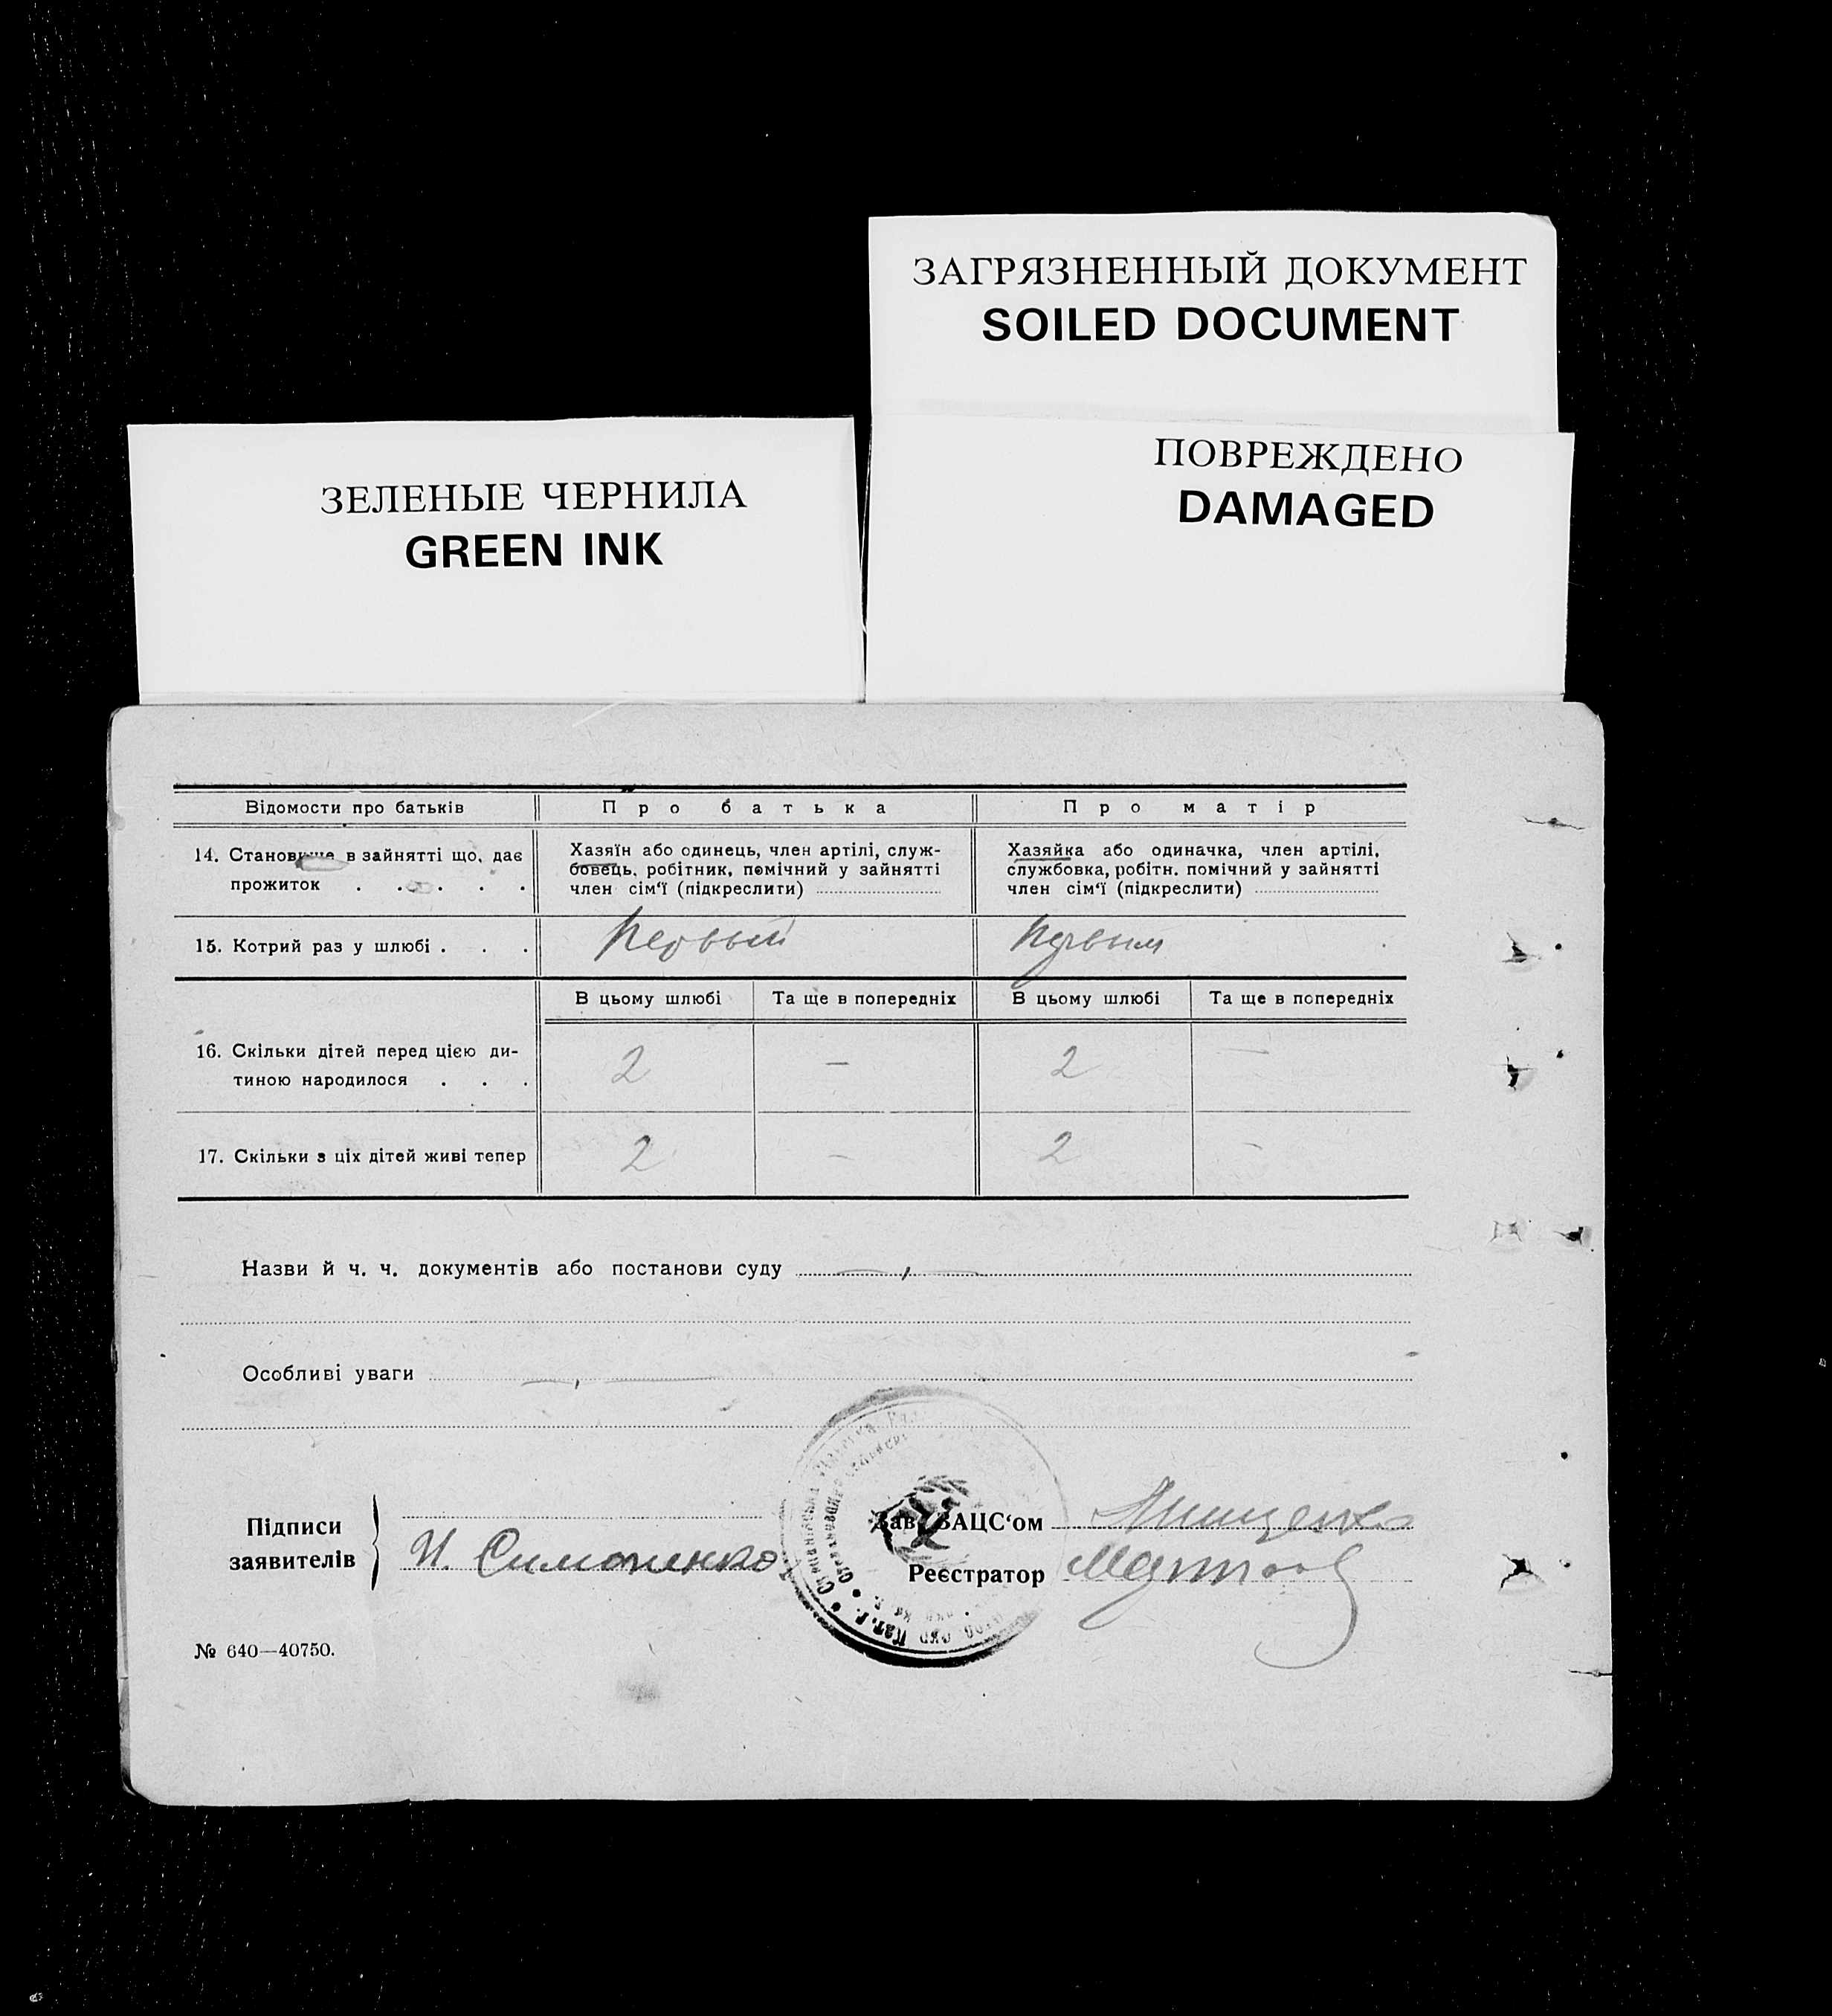 ЗАГРЯЗНЕННЫЙ ДОКУМЕНТ
SOILED DOCUMENT
ЗЕЛЕНЫЕ ЧЕРНИЛА
GREEN INK
ПОВРЕЖДЕНО
DAMAGED
Відомости про батьків Про батька Про матір
14. Становище в зайнятті що, дає прожиток . . . . .
Хазяїн або одинець, член артілі, служ-
бовець, робітник, помічний у зайнятті
член сім'ї (підкреслити)
Хазяйка або одиначка, член артілі,
службовка, робітн. помічний у зайнятті
член сім'ї (підкреслити)
15. Котрий раз у шлюбі . . . Первый Первый
В цьому шлюбі Та ще в попередніх В цьому шлюбі Та ще в попередніх
16. Скільки дітей перед цією ди-
тиною народилося . . . 2 — 2 —
17. Скільки з ціх дітей живі тепер 2 — 2 —
Назви й ч. ч. документів або постанови суду — „ —
Особливі уваги — „ —
Підписи
заявителів
И. Симоненко
Зав. ЗАЦС'ом
Реєстратор
№ 640—40750.